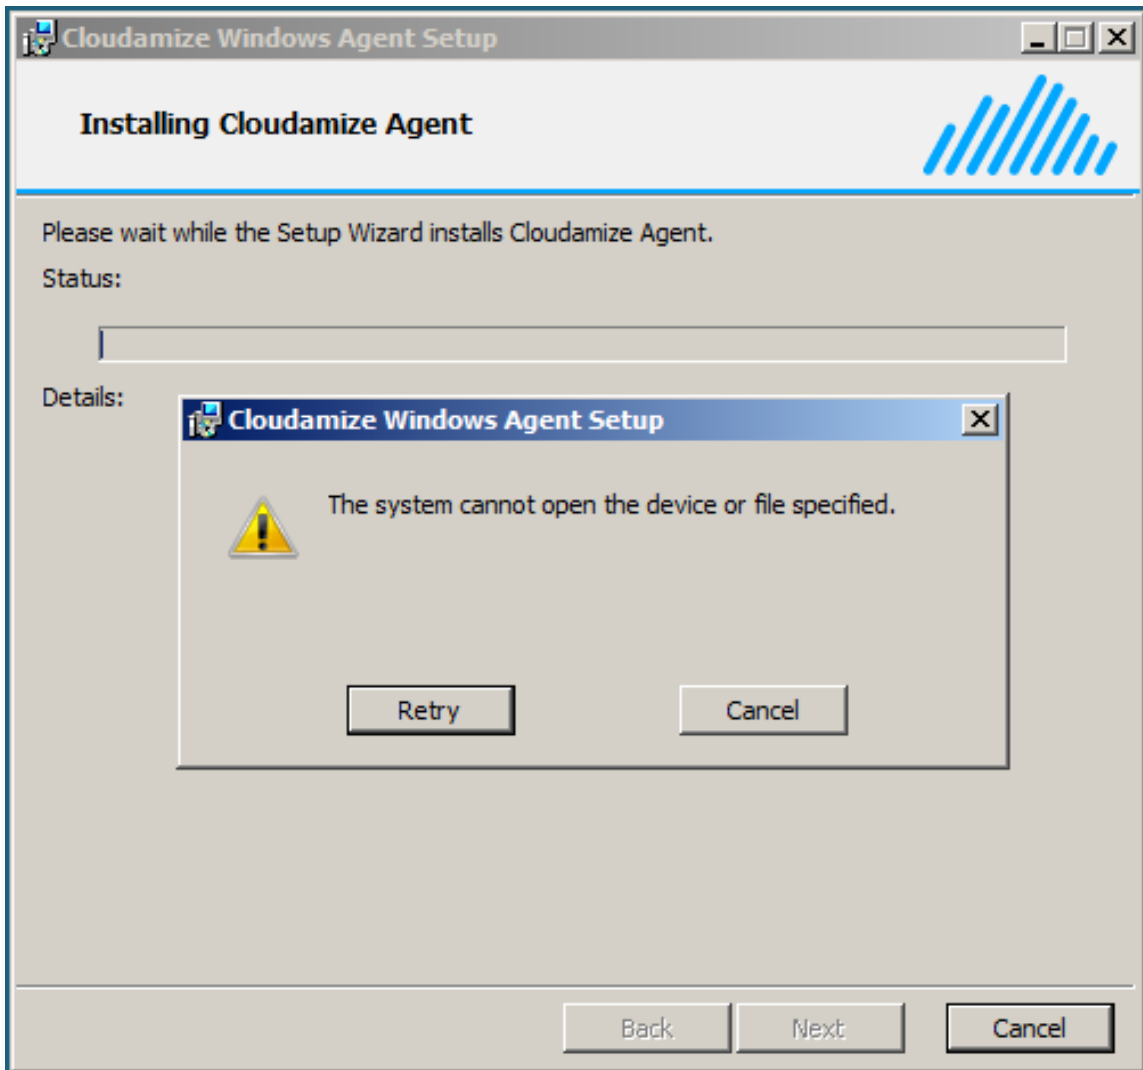 Cloudamize Windows Agent Setup
Installing Cloudamize Agent
Please wait while the Setup Wizard installs Cloudamize Agent.
Status:
Details:
Cloudamize Windows Agent Setup
The system cannot open the device or file specified.
Retry Cancel
Back Next Cancel